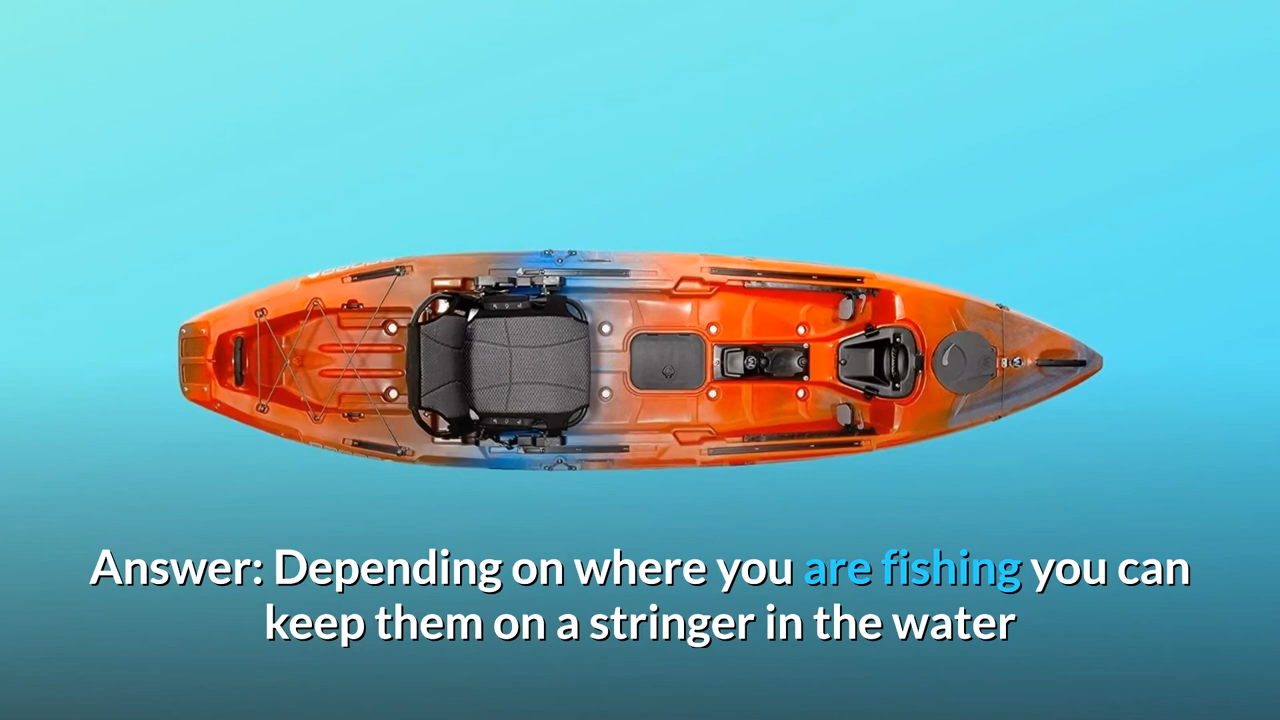 Answer: Depending on where you are fishing you can
keep them on a stringer in the water